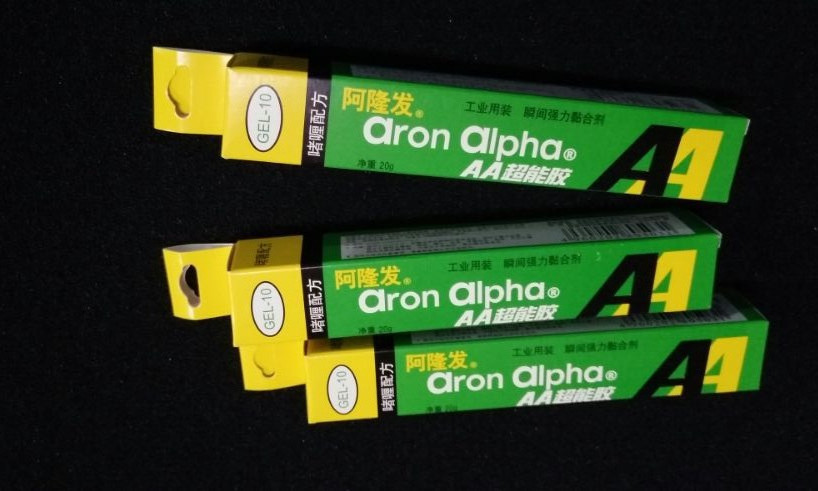 GEL-10
啫喱配方
阿隆发®
工业用装 瞬间强力黏合剂
aron alpha®
净重 20g
AA超能胶
AA
GEL-10
啫喱配方
阿隆发®
工业用装 瞬间强力黏合剂
aron alpha®
净重 20g
AA超能胶
AA
GEL-10
啫喱配方
阿隆发®
工业用装 瞬间强力黏合剂
aron alpha®
净重 20g
AA超能胶
AA